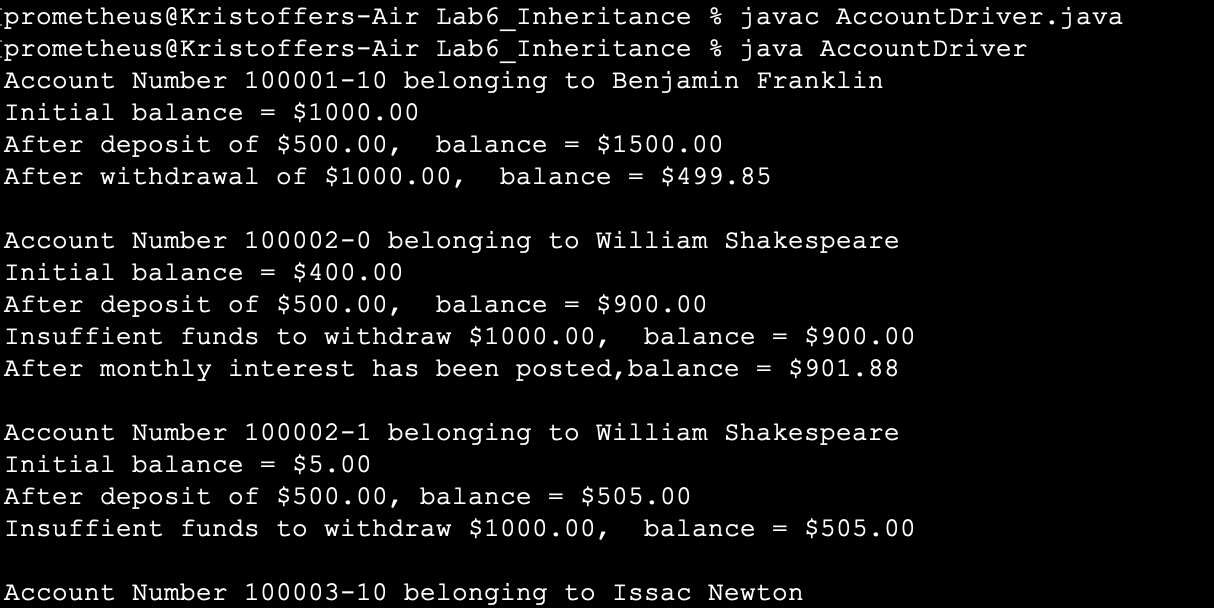 prometheus@Kristoffers-Air Lab6_Inheritance % javac AccountDriver.java
prometheus@Kristoffers-Air Lab6_Inheritance % java AccountDriver
Account Number 100001-10 belonging to Benjamin Franklin
Initial balance = $1000.00
After deposit of $500.00,  balance = $1500.00
After withdrawal of $1000.00,  balance = $499.85
Account Number 100002-0 belonging to William Shakespeare
Initial balance = $400.00
After deposit of $500.00,  balance = $900.00
Insuffient funds to withdraw $1000.00,  balance = $900.00
After monthly interest has been posted,balance = $901.88
Account Number 100002-1 belonging to William Shakespeare
Initial balance = $5.00
After deposit of $500.00, balance = $505.00
Insuffient funds to withdraw $1000.00,  balance = $505.00
Account Number 100003-10 belonging to Issac Newton